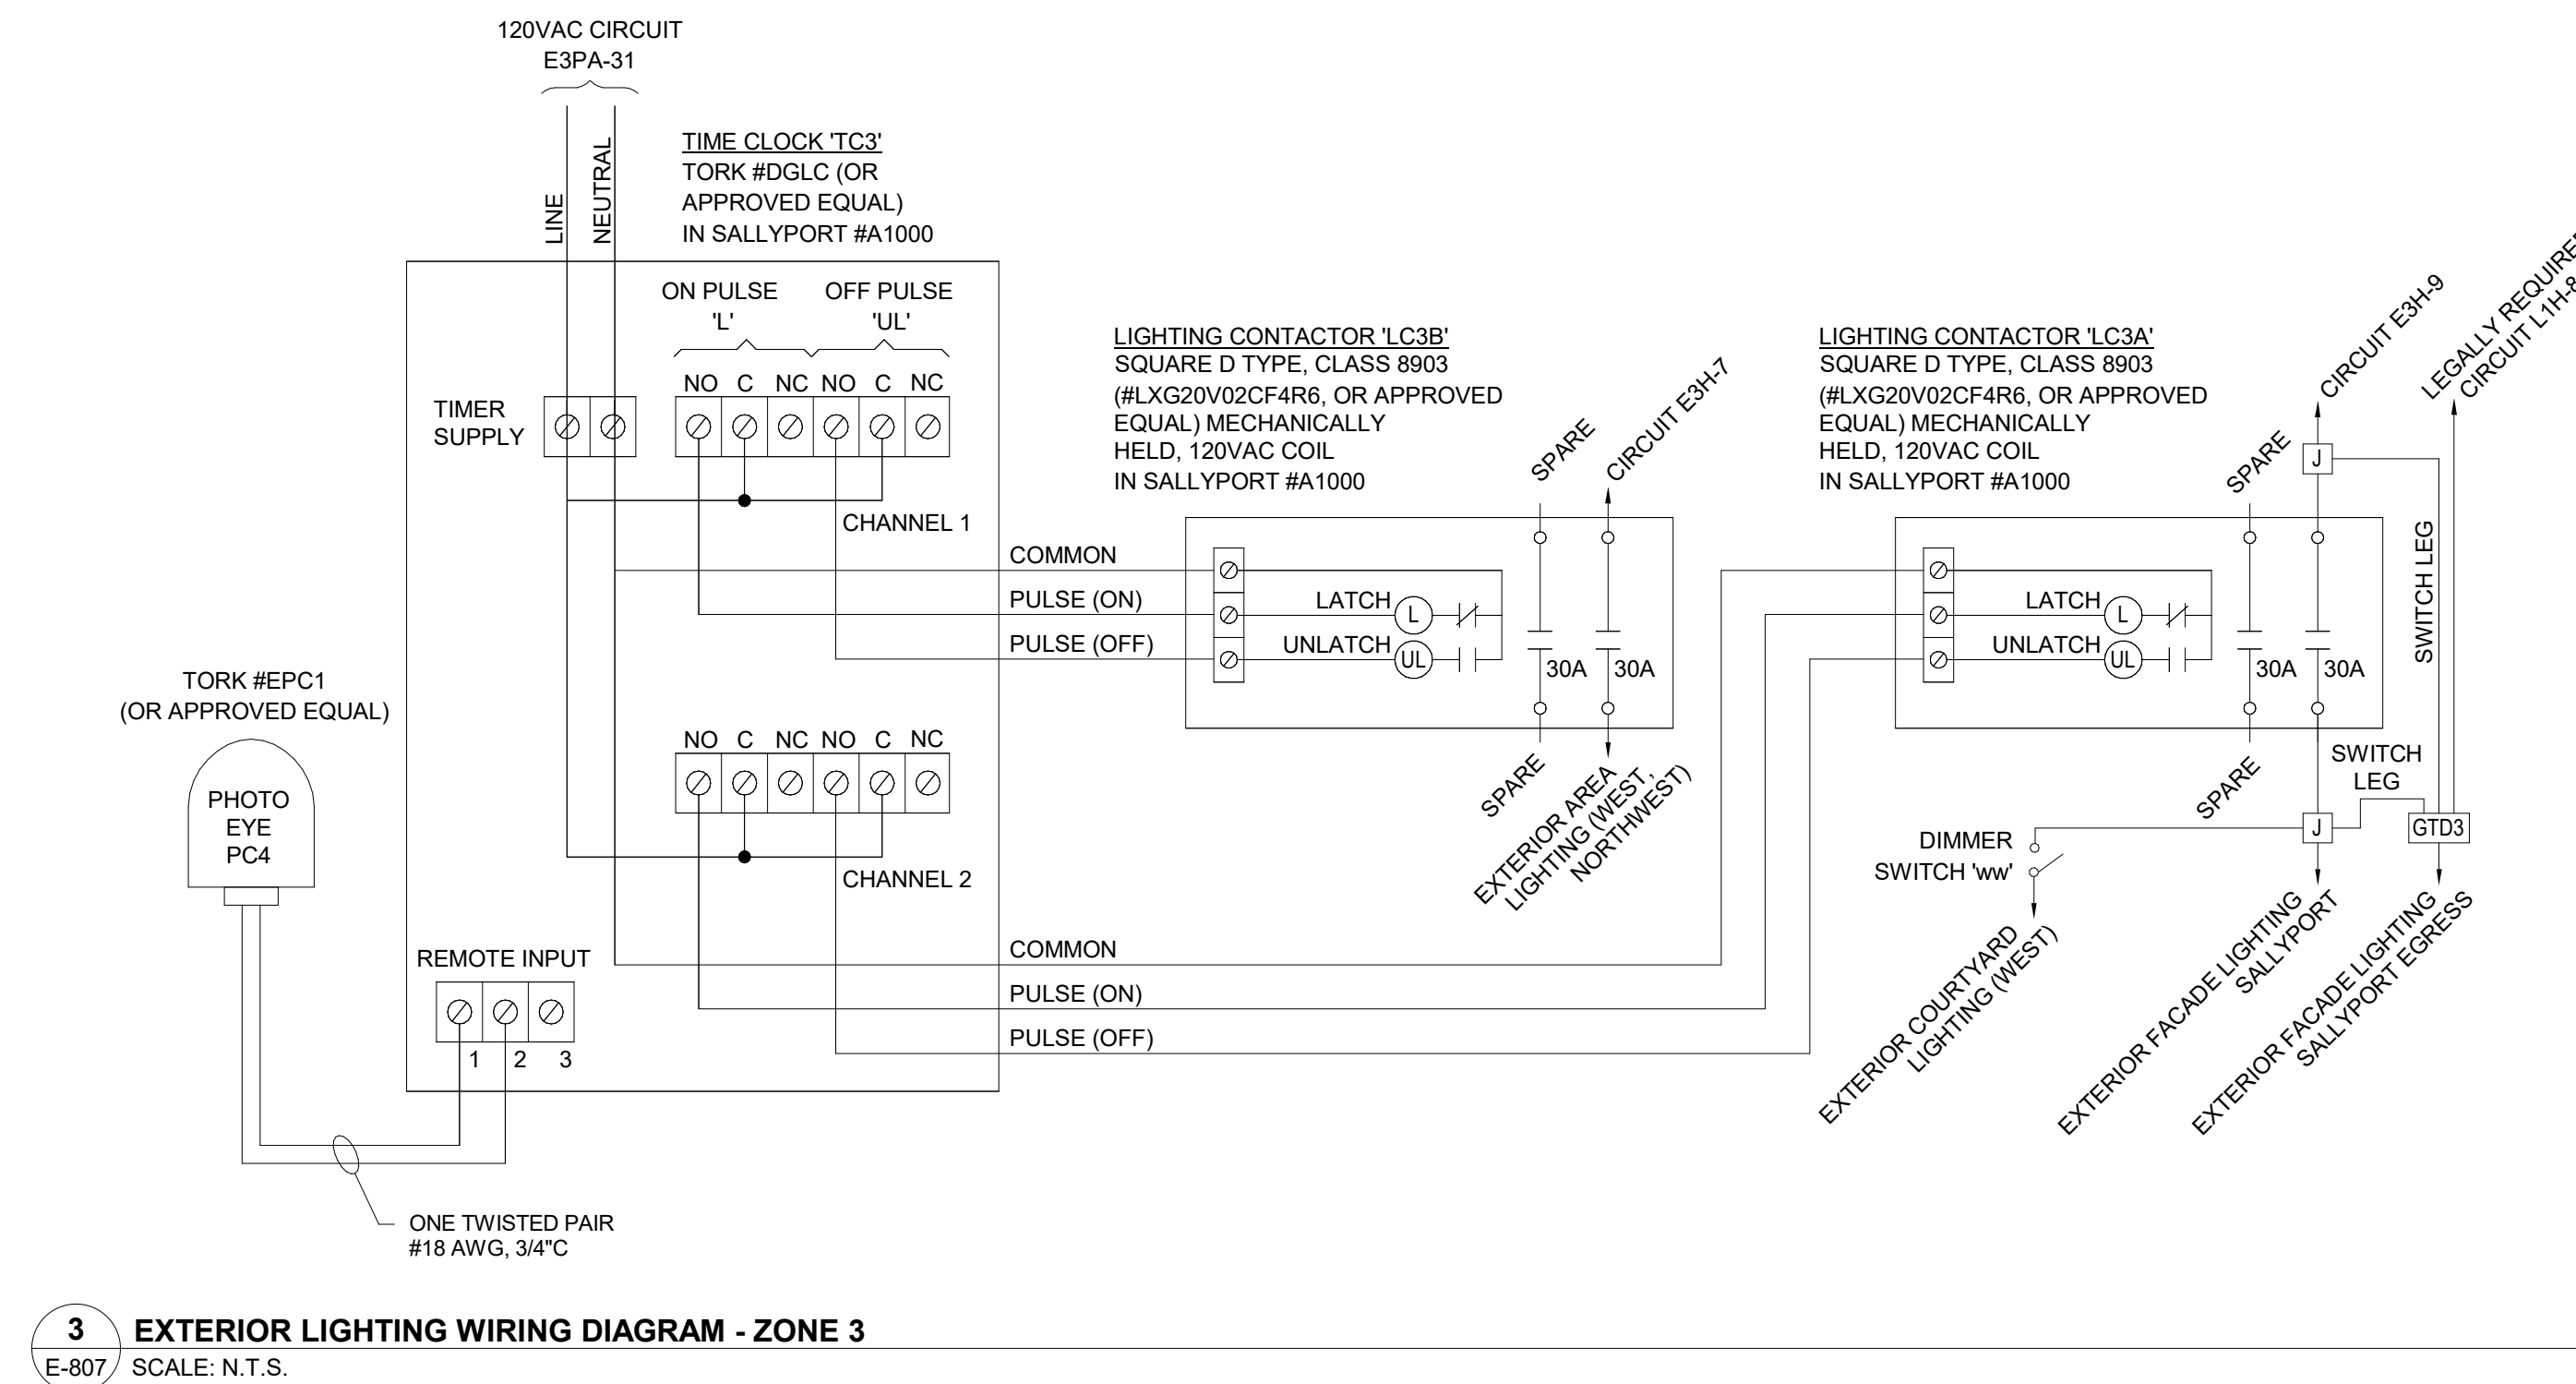 120VAC CIRCUIT
E3PA-31
LINE
NEUTRAL
TIME CLOCK 'TC3'
TORK #DGLC (OR
APPROVED EQUAL)
IN SALLYPORT #A1000
ON PULSE
'L'
OFF PULSE
'UL'
NO C NC NO C NC
TIMER
SUPPLY
CHANNEL 1
COMMON
PULSE (ON)
PULSE (OFF)
LIGHTING CONTACTOR 'LC3B'
SQUARE D TYPE, CLASS 8903
(#LXG20V02CF4R6, OR APPROVED
EQUAL) MECHANICALLY
HELD, 120VAC COIL
IN SALLYPORT #A1000
SPARE
CIRCUIT E3H-7
LATCH
L
UNLATCH
UL
30A
30A
SPARE
EXTERIOR AREA
LIGHTING (WEST,
NORTHWEST)
LIGHTING CONTACTOR 'LC3A'
SQUARE D TYPE, CLASS 8903
(#LXG20V02CF4R6, OR APPROVED
EQUAL) MECHANICALLY
HELD, 120VAC COIL
IN SALLYPORT #A1000
SPARE
CIRCUIT E3H-9
LEGALLY REQUIRE
CIRCUIT L1H-8
J
SWITCH LEG
LATCH
L
UNLATCH
UL
30A
30A
SPARE
SWITCH
LEG
J
GTD3
DIMMER
SWITCH 'ww'
EXTERIOR COURTYARD
LIGHTING (WEST)
EXTERIOR FACADE LIGHTING
SALLYPORT
EXTERIOR FACADE LIGHTING
SALLYPORT EGRESS
TORK #EPC1
(OR APPROVED EQUAL)
PHOTO
EYE
PC4
NO C NC NO C NC
CHANNEL 2
COMMON
PULSE (ON)
PULSE (OFF)
REMOTE INPUT
1 2 3
ONE TWISTED PAIR
#18 AWG, 3/4"C
3
E-807
EXTERIOR LIGHTING WIRING DIAGRAM - ZONE 3
SCALE: N.T.S.